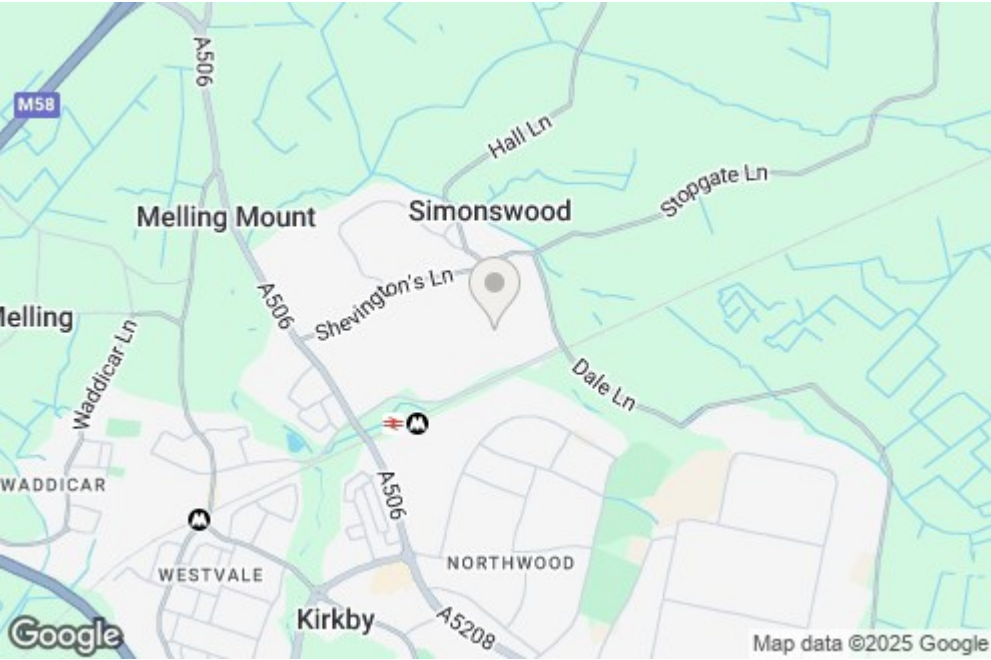 A506
M58
Hall Ln
Stopgate Ln
Simonswood
Melling Mount
Shevington's Ln
A506
Melling
Waddicar Ln
Dale Ln
WADDICAR
A506
NORTHWOOD
WESTVALE
Kirkby
A5208
Google
Map data ©2025 Google